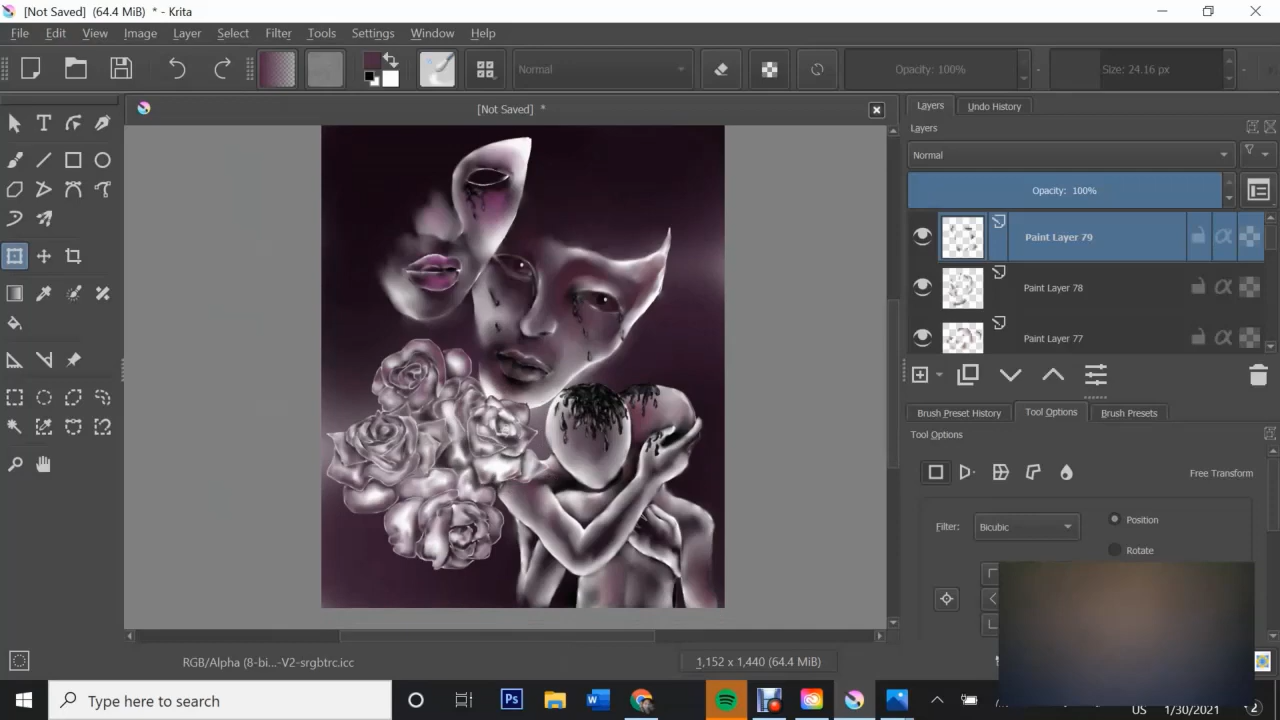 [Not Saved]  (64.4 MiB)  * - Krita
File Edit View Image Layer Select Filter Tools Settings Window Help
Normal
Opacity: 100%
Size: 24.16 px
[Not Saved]  *
Layers
Undo History
Layers
Normal
Opacity:  100%
Paint Layer 79
Paint Layer 78
Paint Layer 77
Brush Preset History
Tool Options
Brush Presets
Tool Options
Free Transform
Filter:
Bicubic
Position
Rotate
RGB/Alpha (8-bi...-V2-srgbtrc.icc
1,152 x 1,440 (64.4 MiB)
Type here to search
Ps
W
US
1/30/2021
2